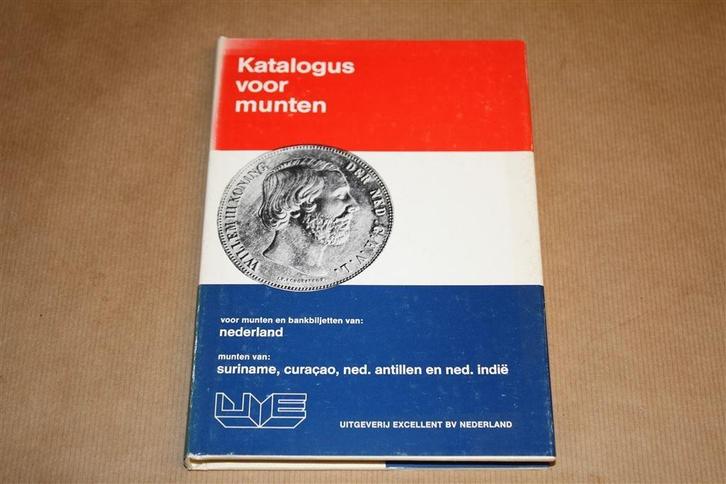 Katalogus
voor
munten
WILLEM III KONING DER NED. G.H.V.L.
voor munten en bankbiljetten van:
nederland
munten van:
suriname, curaçao, ned. antillen en ned. indië
UYE
UITGEVERIJ EXCELLENT BV NEDERLAND